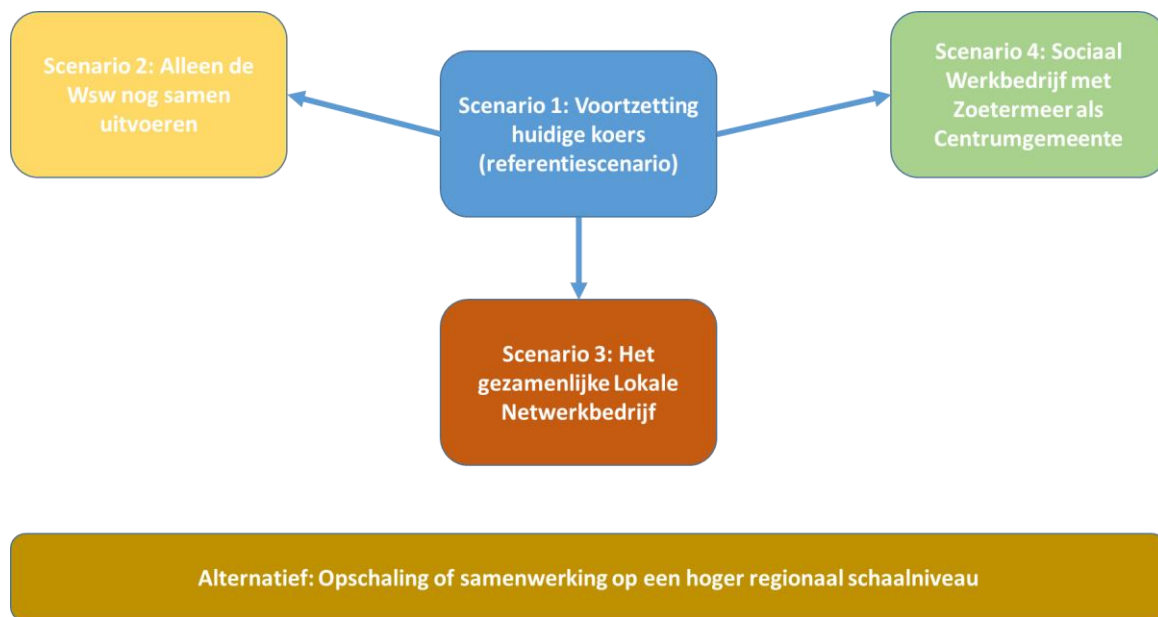 Scenario 2: Alleen de
Wsw nog samen
uitvoeren
Scenario 1: Voortzetting
huidige koers
(referentiescenario)
Scenario 4: Sociaal
Werkbedrijf met
Zoetermeer als
Centrumgemeente
Scenario 3: Het
gezamenlijke Lokale
Netwerkbedrijf
Alternatief: Opschaling of samenwerking op een hoger regionaal schaalniveau